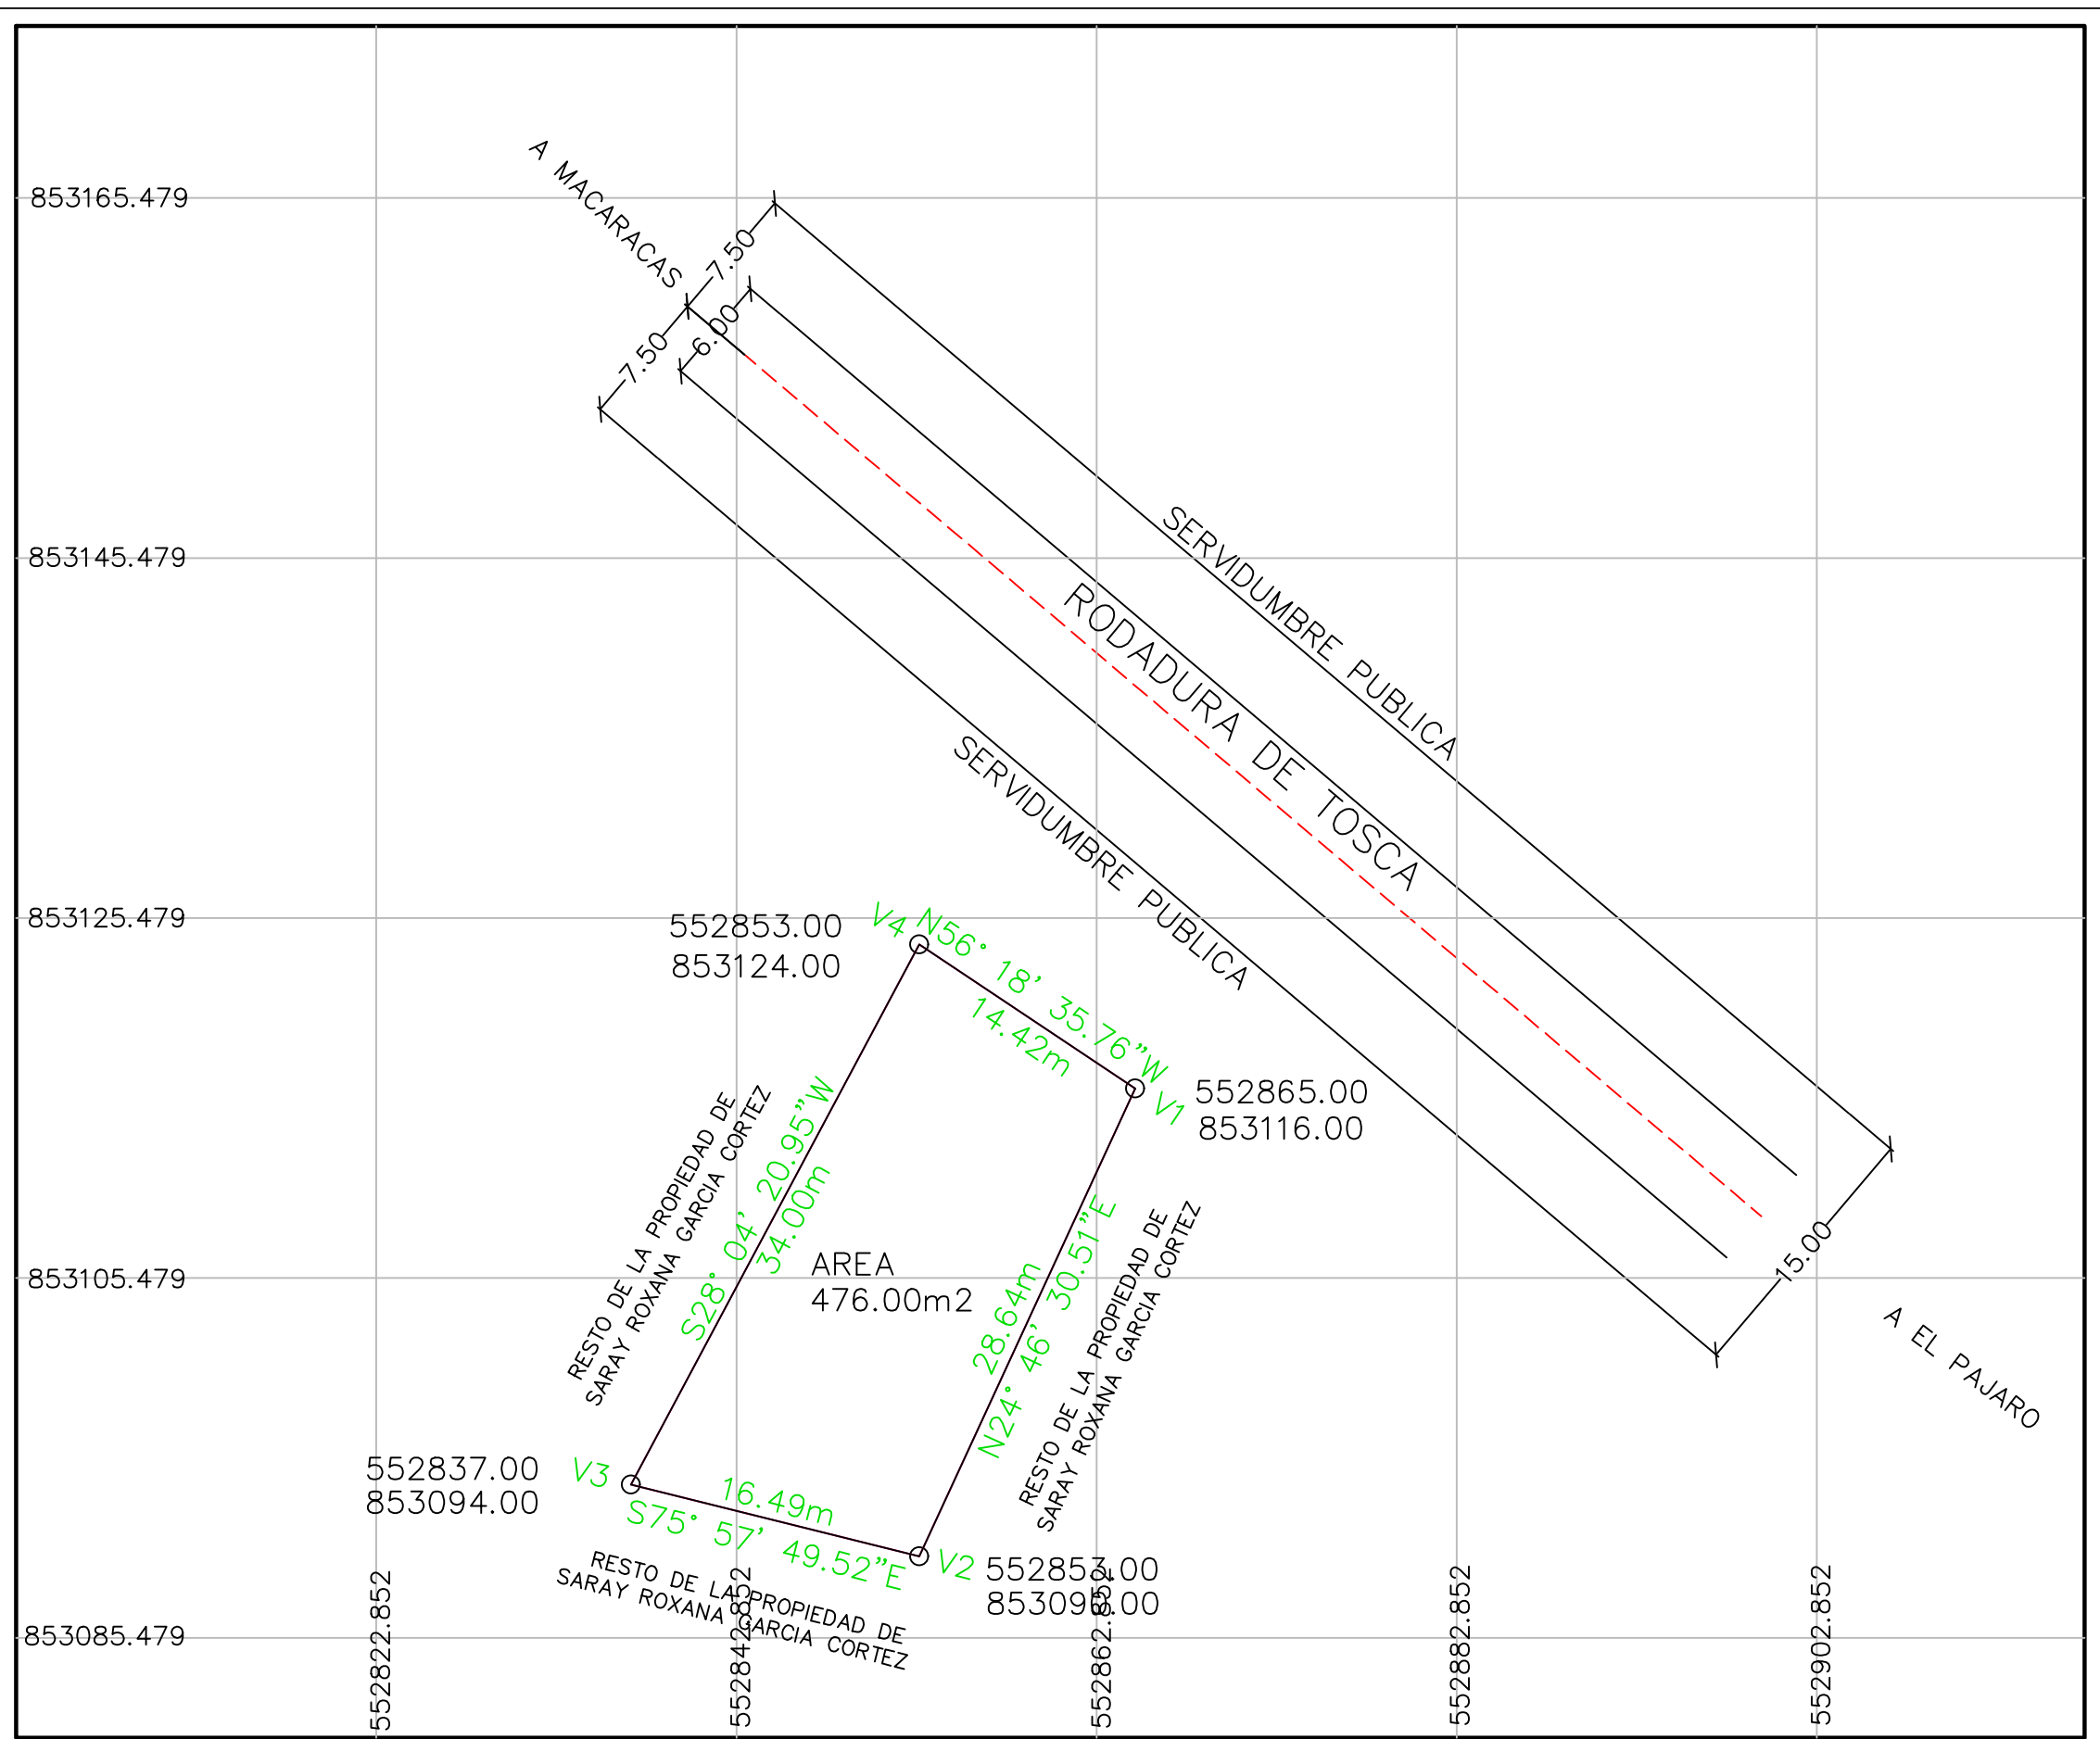 A MACARACAS
853165.479
7.50
6.00
7.50
853145.479
SERVIDUMBRE PUBLICA
RODADURA DE TOSCA
SERVIDUMBRE PUBLICA
853125.479
552853.00
853124.00
V4
N56° 18' 35.76"W
14.42m
552865.00
853116.00
V1
RESTO DE LA PROPIEDAD DE
SARAY ROXANA GARCIA CORTEZ
S28° 04' 20.95"W
34.00m
AREA
476.00m2
28.64m
N24° 46' 30.51"E
RESTO DE LA PROPIEDAD DE
SARAY ROXANA GARCIA CORTEZ
15.00
853105.479
A EL PAJARO
552837.00
853094.00
V3
16.49m
S75° 57' 49.52"E
V2
552853.00
853090.00
RESTO DE LA PROPIEDAD DE
SARAY ROXANA GARCIA CORTEZ
853085.479
552822.852
552842.852
552862.852
552882.852
552902.852